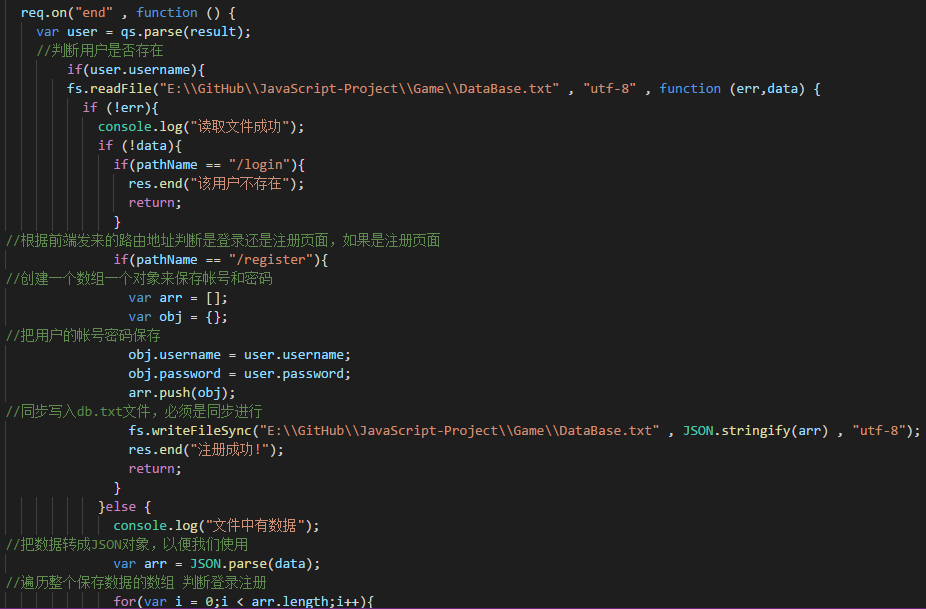 req.on("end" , function () {
var user = qs.parse(result);
//判断用户是否存在
if(user.username){
fs.readFile("E:\\GitHub\\JavaScript-Project\\Game\\DataBase.txt" , "utf-8" , function (err,data) {
if (!err){
console.log("读取文件成功");
if (!data){
if(pathName == "/login"){
res.end("该用户不存在");
return;
}
//根据前端发来的路由地址判断是登录还是注册页面，如果是注册页面
if(pathName == "/register"){
//创建一个数组一个对象来保存帐号和密码
var arr = [];
var obj = {};
//把用户的帐号密码保存
obj.username = user.username;
obj.password = user.password;
arr.push(obj);
//同步写入db.txt文件，必须是同步进行
fs.writeFileSync("E:\\GitHub\\JavaScript-Project\\Game\\DataBase.txt" , JSON.stringify(arr) , "utf-8");
res.end("注册成功!");
return;
}
}else {
console.log("文件中有数据");
//把数据转成JSON对象，以便我们使用
var arr = JSON.parse(data);
//遍历整个保存数据的数组 判断登录注册
for(var i = 0;i < arr.length;i++){